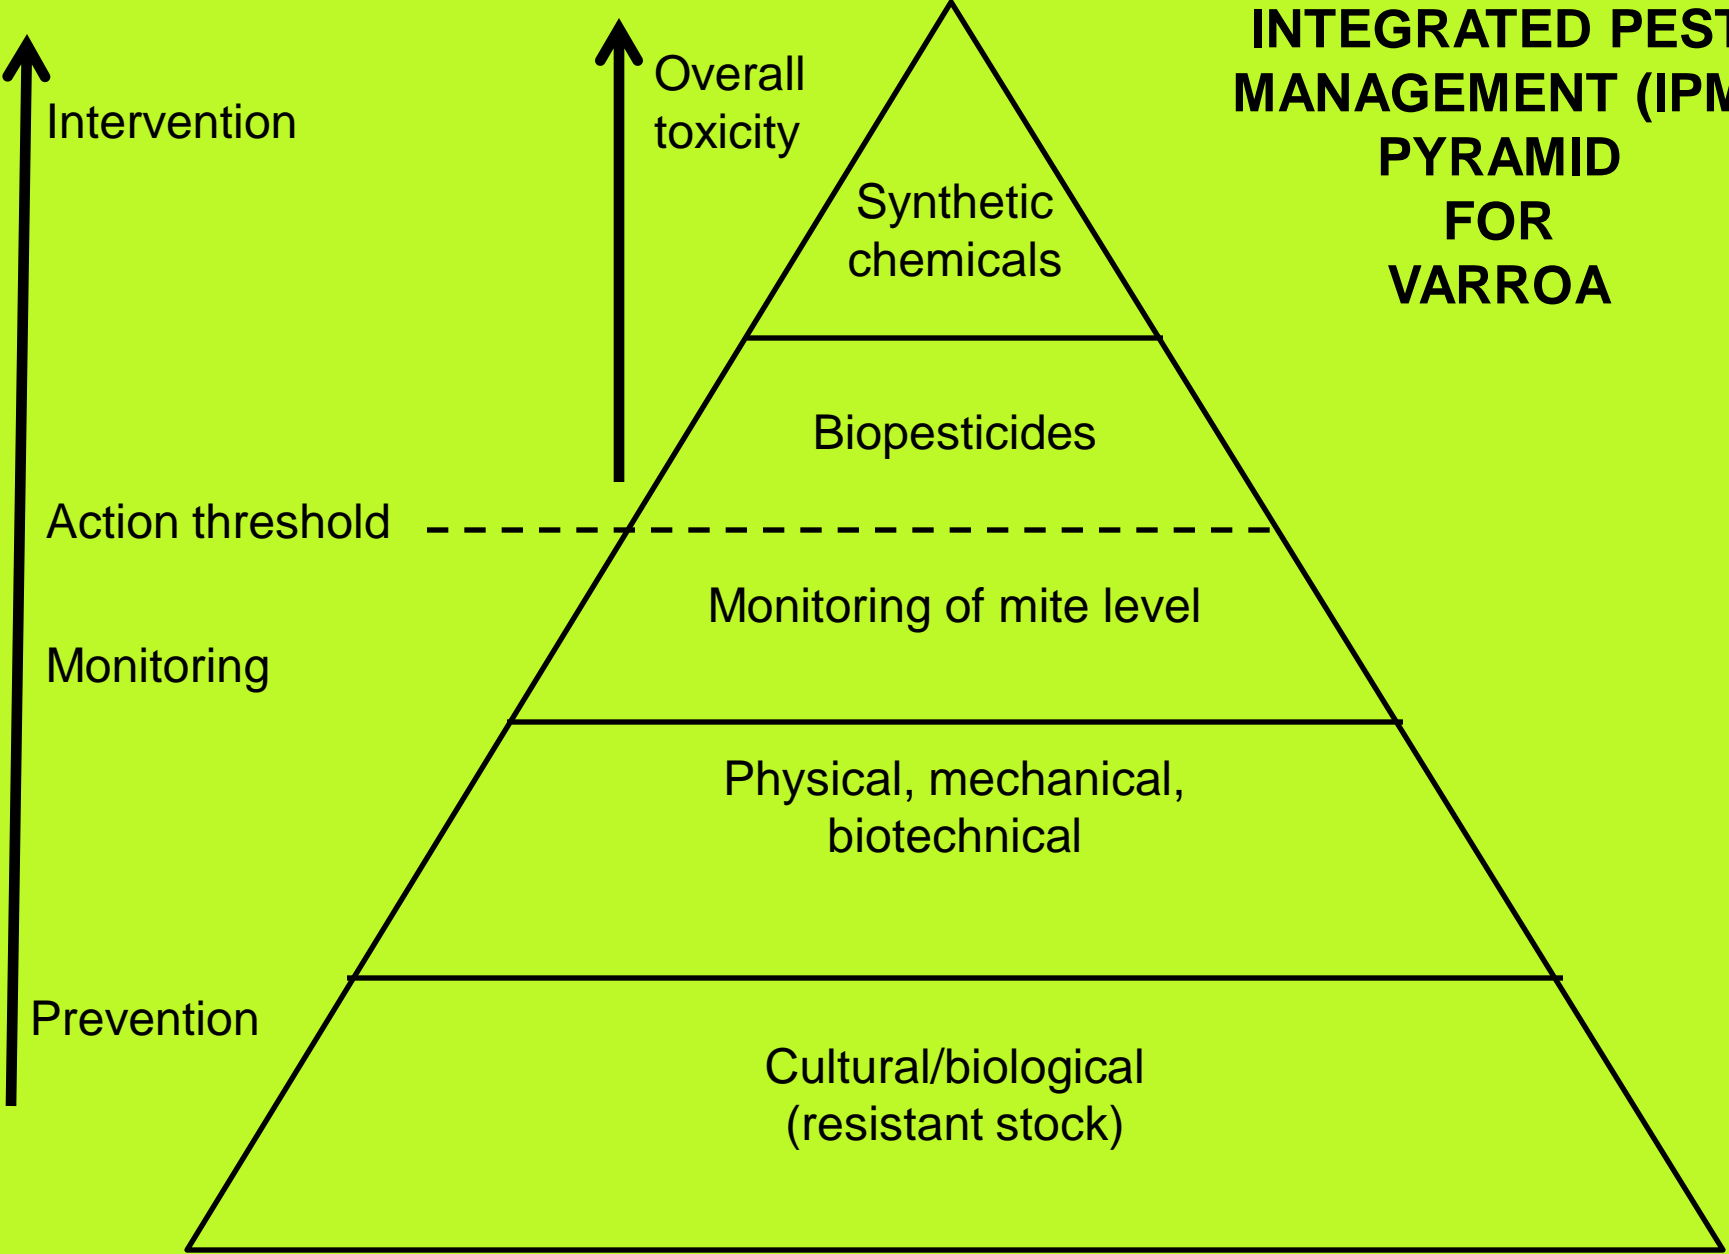 INTEGRATED PEST
MANAGEMENT (IPM
PYRAMID
FOR
VARROA
Intervention
Overall
toxicity
Synthetic
chemicals
Biopesticides
Action threshold
Monitoring of mite level
Monitoring
Physical, mechanical,
biotechnical
Prevention
Cultural/biological
(resistant stock)